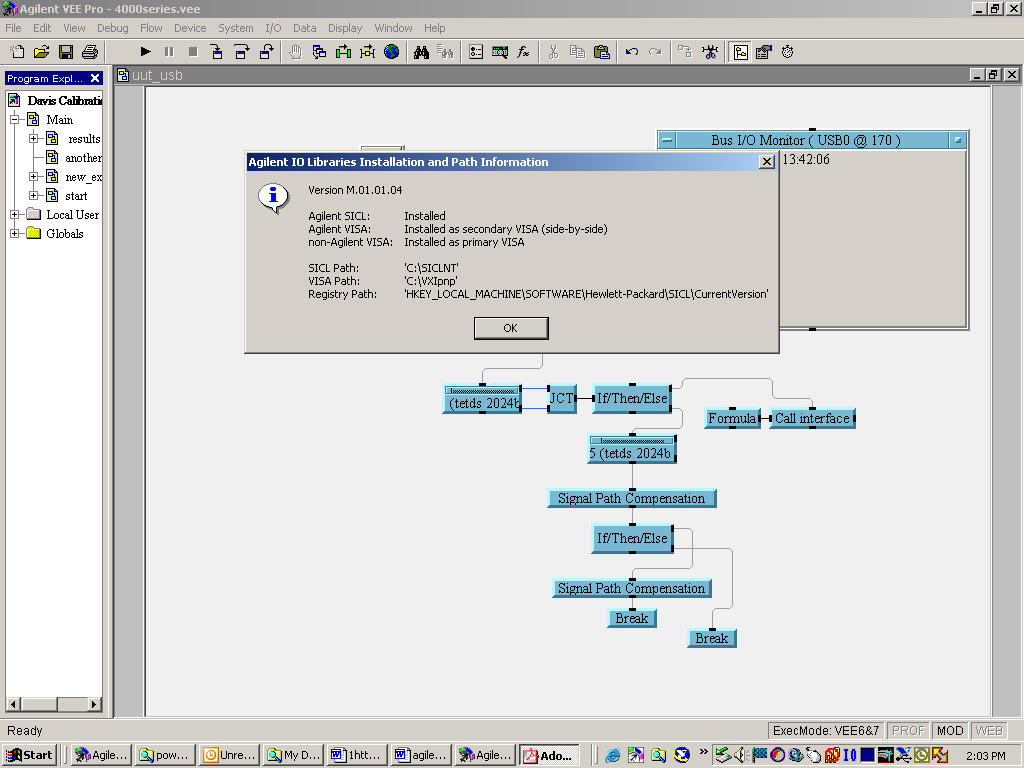 Agilent VEE Pro - 4000series.vee
File Edit View Debug Flow Device System I/O Data Display Window Help
Program Expl...
uut_usb
Davis Calibrati
Main
results
another
new_ex
start
Local User
Globals
Bus I/O Monitor ( USB0 @ 170 )
13:42:06
Agilent IO Libraries Installation and Path Information
Version M.01.01.04
Agilent SICL: Installed
Agilent VISA: Installed as secondary VISA (side-by-side)
non-Agilent VISA: Installed as primary VISA
SICL Path: 'C:\SICLNT'
VISA Path: 'C:\VXIpnp'
Registry Path: 'HKEY_LOCAL_MACHINE\SOFTWARE\Hewlett-Packard\SICL\CurrentVersion'
OK
(tetds 2024b
JCT
If/Then/Else
Formula
Call interface
5 (tetds 2024b
Signal Path Compensation
If/Then/Else
Signal Path Compensation
Break
Break
Ready
ExecMode: VEE6&7 PROF MOD WEB
Start
Agile...
pow...
Unre...
My D...
1htt...
agile...
Agile...
Ado...
IO
2:03 PM